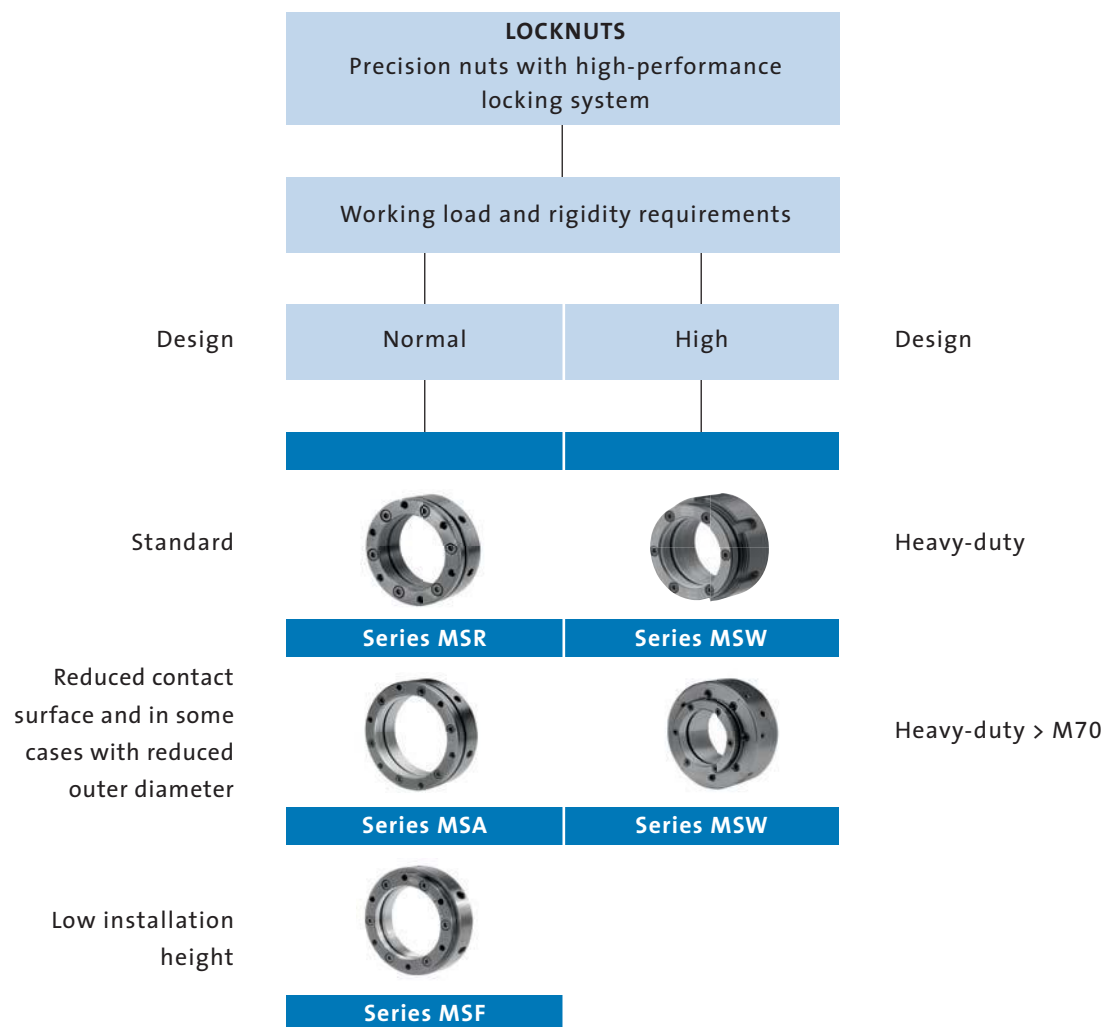 LOCKNUTS
Precision nuts with high-performance
locking system
Working load and rigidity requirements
Design
Normal
High
Design
Standard
Heavy-duty
Series MSR
Series MSW
Reduced contact
surface and in some
cases with reduced
outer diameter
Heavy-duty > M70
Series MSA
Series MSW
Low installation
height
Series MSF